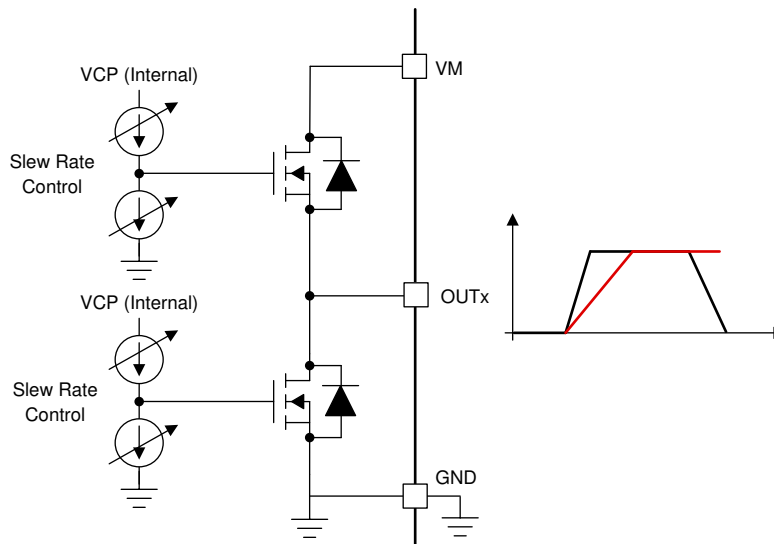 VM
VCP (Internal)
Slew Rate
Control
OUTx
VCP (Internal)
Slew Rate
Control
GND